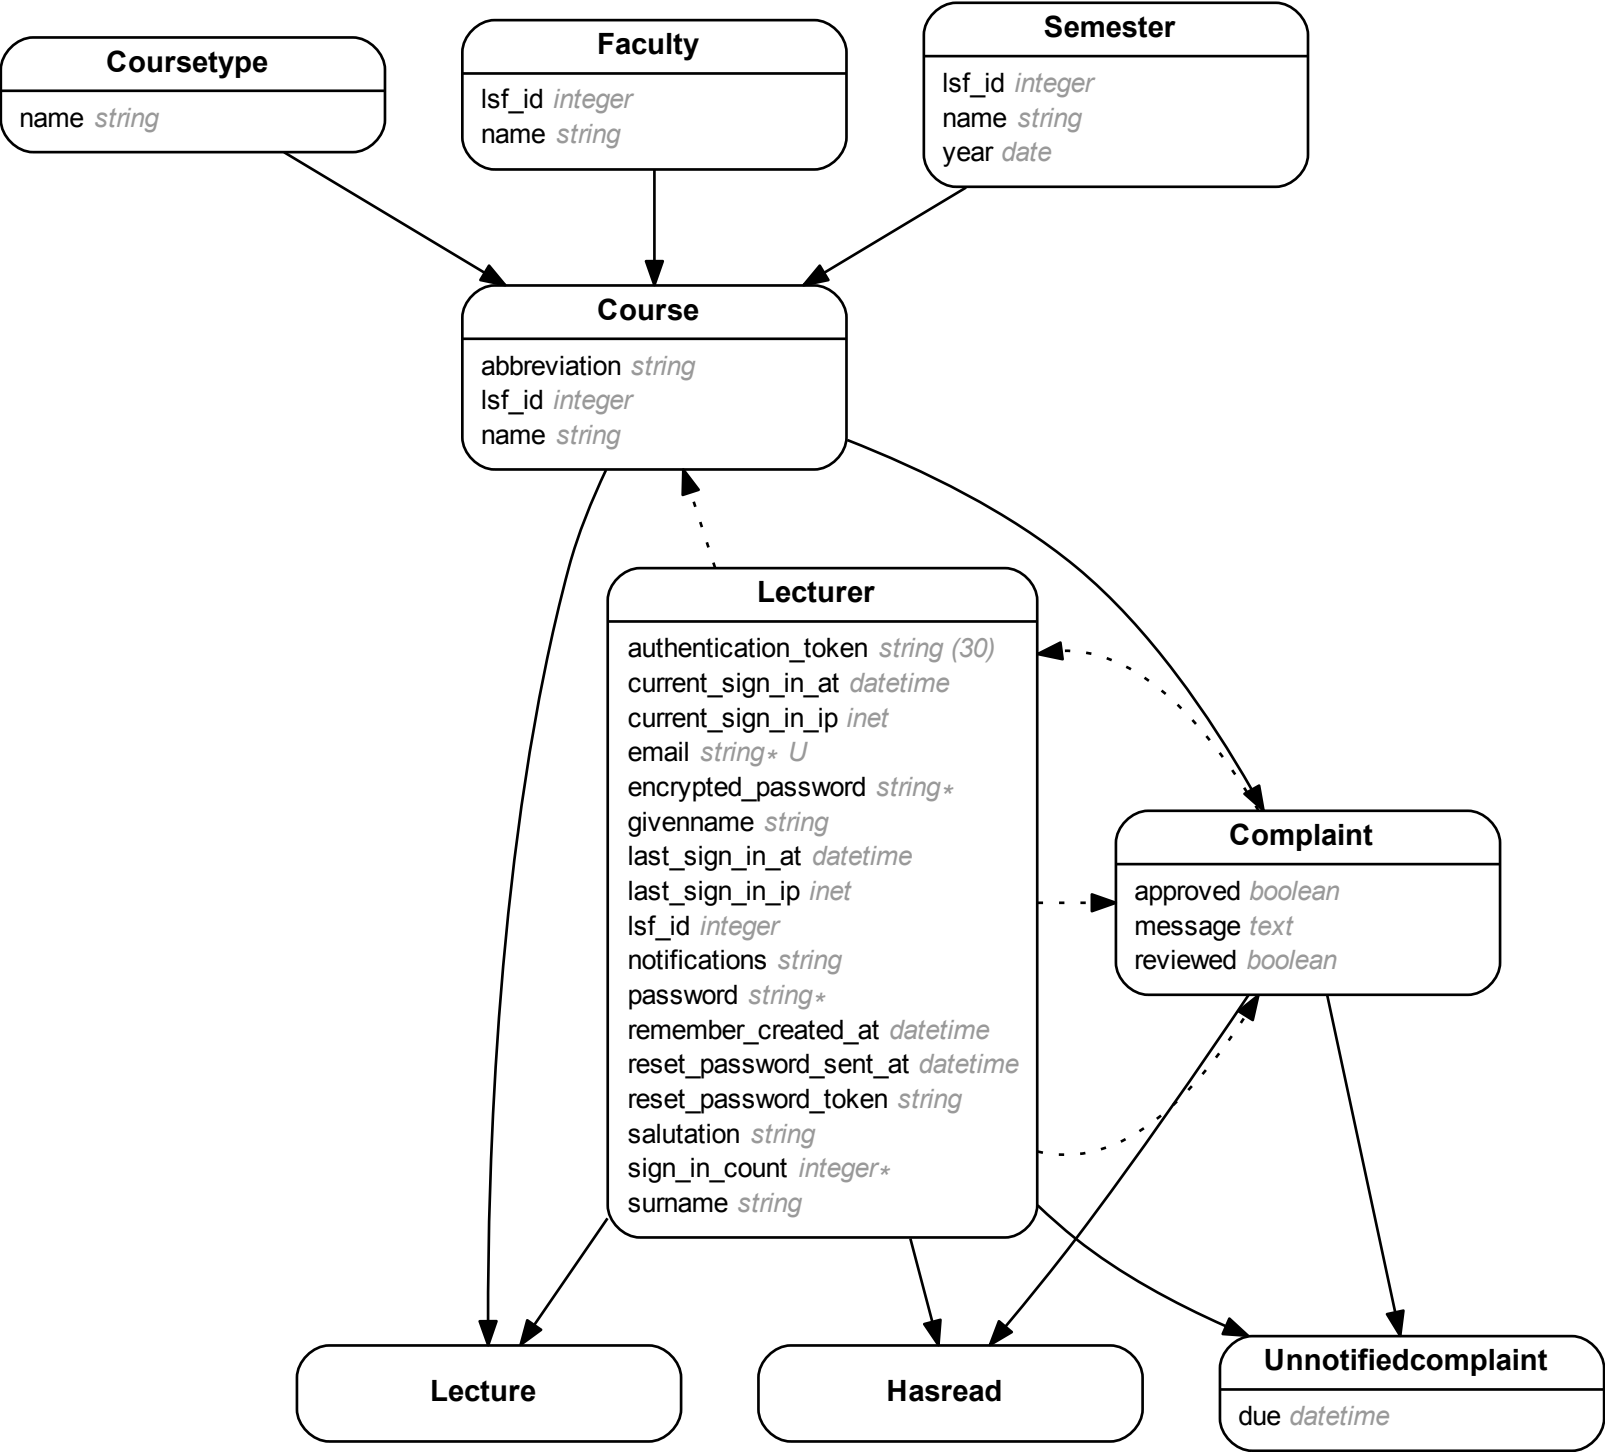 Coursetype
name string
Faculty
lsf_id integer
name string
Semester
lsf_id integer
name string
year date
Course
abbreviation string
lsf_id integer
name string
Lecturer
authentication_token string (30)
current_sign_in_at datetime
current_sign_in_ip inet
email string* U
encrypted_password string*
givenname string
last_sign_in_at datetime
last_sign_in_ip inet
lsf_id integer
notifications string
password string*
remember_created_at datetime
reset_password_sent_at datetime
reset_password_token string
salutation string
sign_in_count integer*
surname string
Complaint
approved boolean
message text
reviewed boolean
Lecture
Hasread
Unnotifiedcomplaint
due datetime